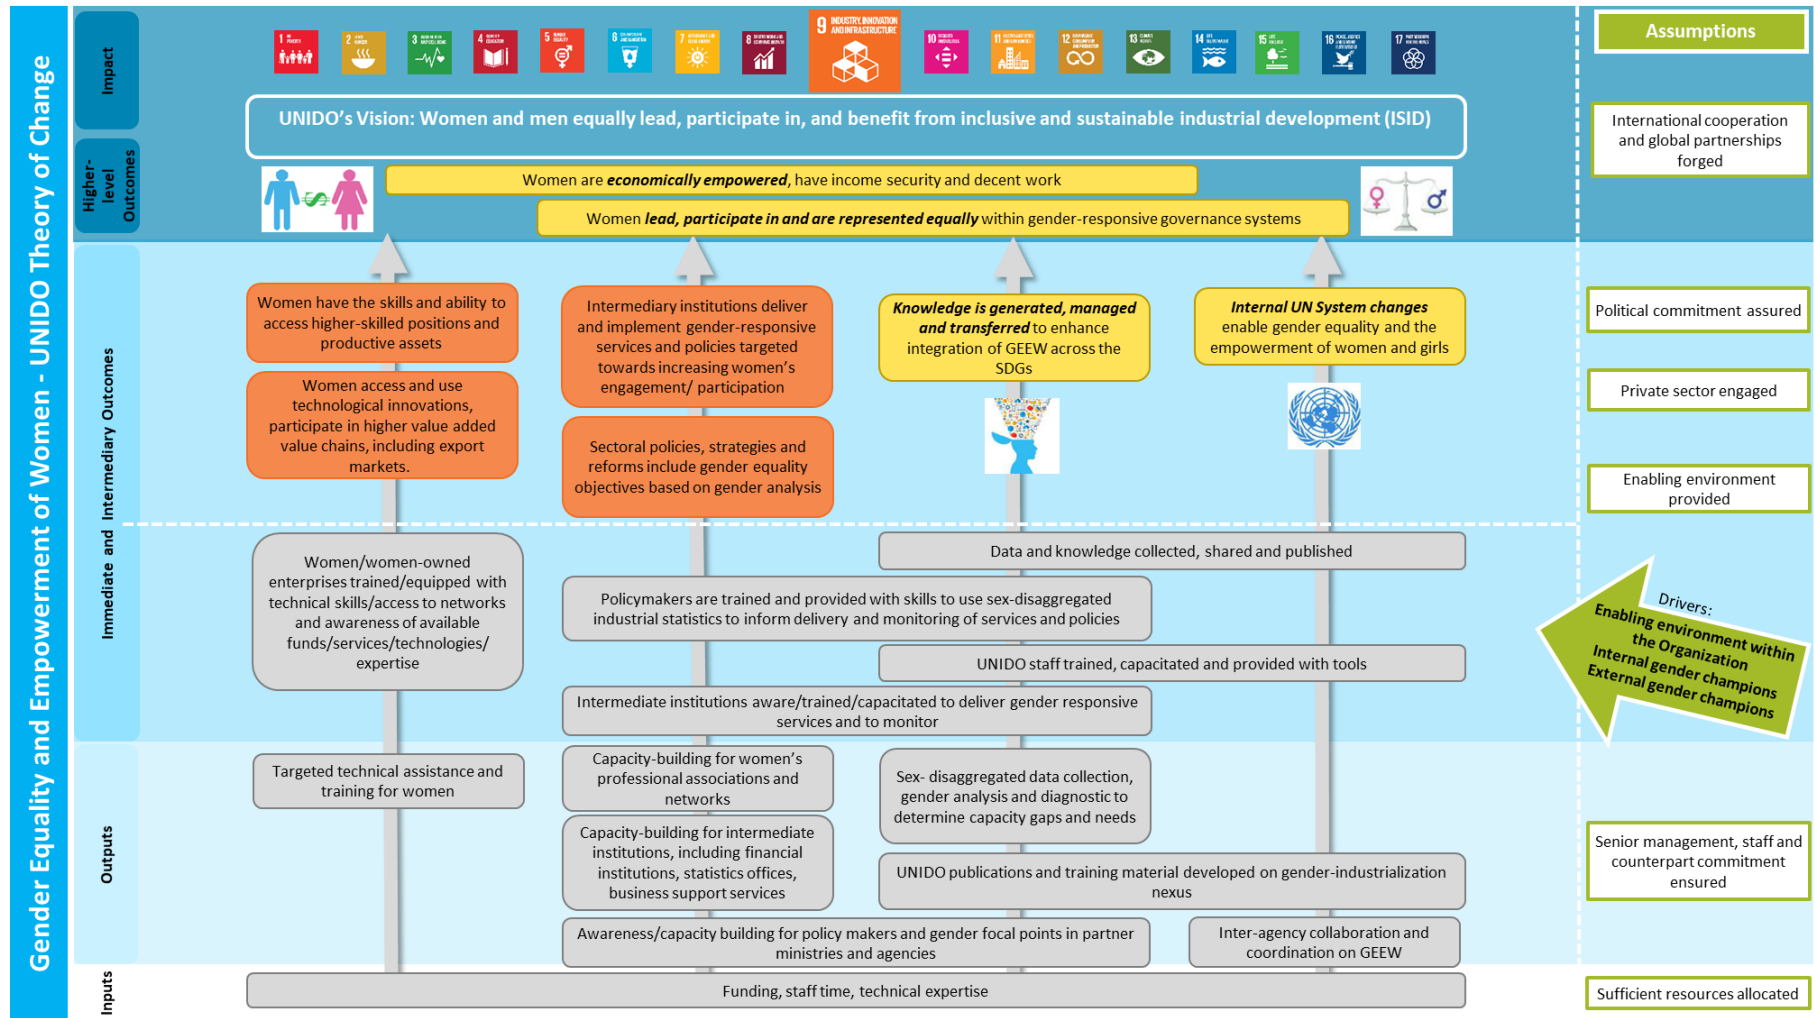 Gender Equality and Empowerment of Women - UNIDO Theory of Change
Impact
1
2
3
4
5
6
7
8
9 INDUSTRY, INNOVATION
AND INFRASTRUCTURE
10
11
12
13
14
15
16
17
Assumptions
UNIDO's Vision: Women and men equally lead, participate in, and benefit from inclusive and sustainable industrial development (ISID)
International cooperation
and global partnerships
forged
Higher-
level
Outcomes
Women are economically empowered, have income security and decent work
Women lead, participate in and are represented equally within gender-responsive governance systems
Immediate and Intermediary Outcomes
Women have the skills and ability to
access higher-skilled positions and
productive assets
Women access and use
technological innovations,
participate in higher value added
value chains, including export
markets.
Intermediary institutions deliver
and implement gender-responsive
services and policies targeted
towards increasing women's
engagement/ participation
Sectoral policies, strategies and
reforms include gender equality
objectives based on gender analysis
Knowledge is generated, managed
and transferred to enhance
integration of GEEW across the
SDGs
Internal UN System changes
enable gender equality and the
empowerment of women and girls
Political commitment assured
Private sector engaged
Enabling environment
provided
Women/women-owned
enterprises trained/equipped with
technical skills/access to networks
and awareness of available
funds/services/technologies/
expertise
Data and knowledge collected, shared and published
Policymakers are trained and provided with skills to use sex-disaggregated
industrial statistics to inform delivery and monitoring of services and policies
UNIDO staff trained, capacitated and provided with tools
Intermediate institutions aware/trained/capacitated to deliver gender responsive
services and to monitor
Drivers:
Enabling environment within
the Organization
Internal gender champions
External gender champions
Outputs
Targeted technical assistance and
training for women
Capacity-building for women's
professional associations and
networks
Capacity-building for intermediate
institutions, including financial
institutions, statistics offices,
business support services
Sex- disaggregated data collection,
gender analysis and diagnostic to
determine capacity gaps and needs
UNIDO publications and training material developed on gender-industrialization
nexus
Awareness/capacity building for policy makers and gender focal points in partner
ministries and agencies
Inter-agency collaboration and
coordination on GEEW
Senior management, staff and
counterpart commitment
ensured
Inputs
Funding, staff time, technical expertise
Sufficient resources allocated